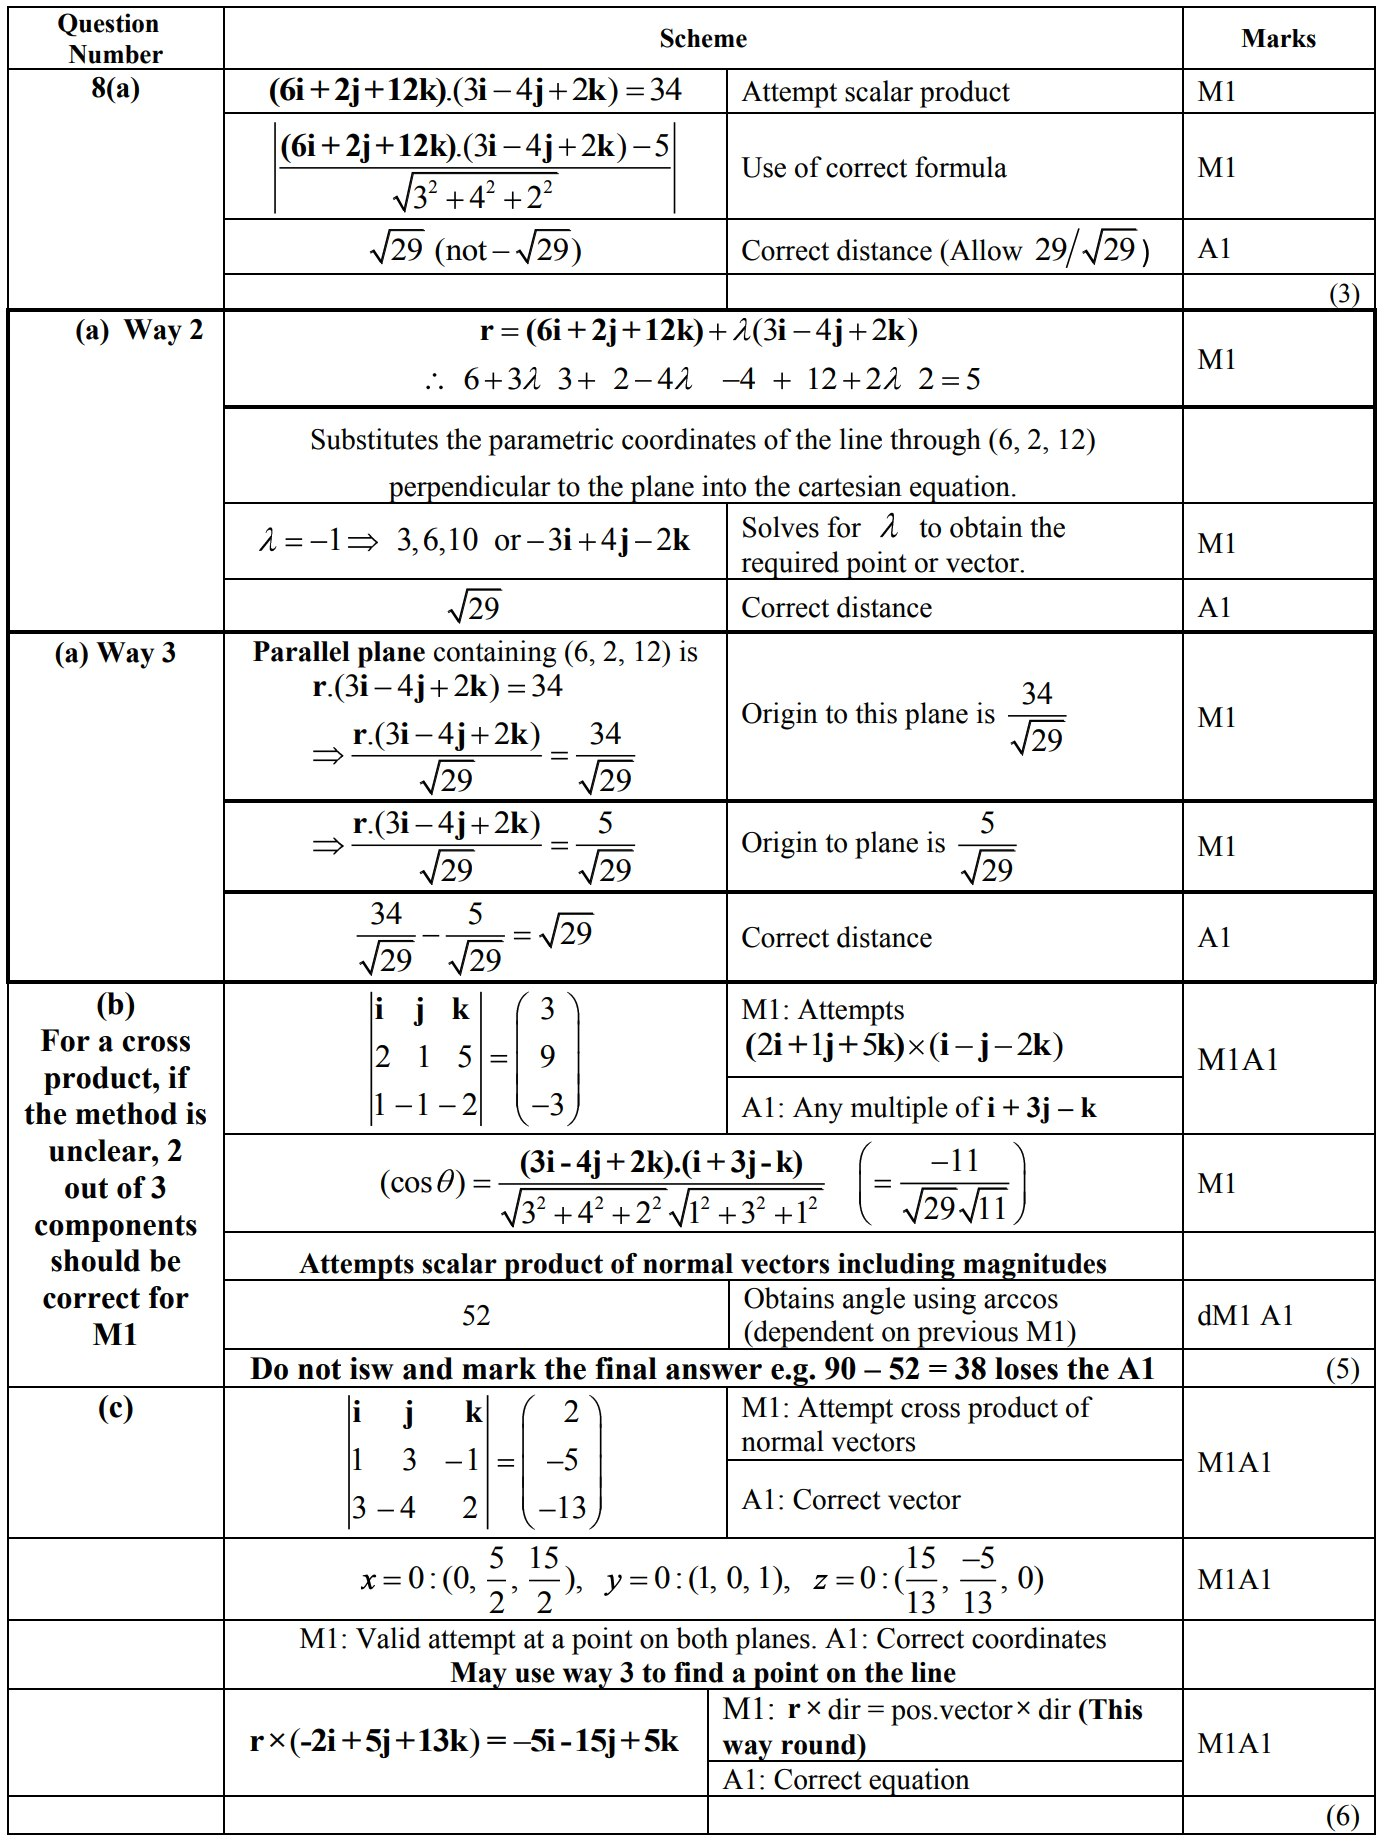 Question Number Scheme Marks
8(a) (6i + 2j + 12k).(3i − 4j + 2k) = 34 Attempt scalar product M1
|((6i + 2j + 12k).(3i − 4j + 2k) − 5) / √(3² + 4² + 2²)| Use of correct formula M1
√29 (not − √29) Correct distance (Allow 29/√29 ) A1
(3)
(a) Way 2 r = (6i + 2j + 12k) + λ(3i − 4j + 2k) M1
∴ 6 + 3λ 3 + 2 − 4λ −4 + 12 + 2λ 2 = 5
Substitutes the parametric coordinates of the line through (6, 2, 12)
perpendicular to the plane into the cartesian equation.
λ = −1 ⇒ 3, 6, 10 or −3i + 4j − 2k Solves for λ to obtain the required point or vector. M1
√29 Correct distance A1
(a) Way 3 Parallel plane containing (6, 2, 12) is
r.(3i − 4j + 2k) = 34
⇒ r.(3i − 4j + 2k)/√29 = 34/√29 Origin to this plane is 34/√29 M1
⇒ r.(3i − 4j + 2k)/√29 = 5/√29 Origin to plane is 5/√29 M1
34/√29 − 5/√29 = √29 Correct distance A1
(b)
For a cross
product, if
the method is
unclear, 2
out of 3
components
should be
correct for
M1
|i j k|
|2 1 5| = (3 9 −3)
|1 −1 −2|
M1: Attempts
(2i + 1j + 5k)×(i − j − 2k)
A1: Any multiple of i + 3j – k
M1A1
(cos θ) = (3i - 4j + 2k).(i + 3j - k) / √(3² + 4² + 2²) √(1² + 3² + 1²) (= −11/(√29√11)) M1
Attempts scalar product of normal vectors including magnitudes
52 Obtains angle using arccos (dependent on previous M1) dM1 A1
Do not isw and mark the final answer e.g. 90 – 52 = 38 loses the A1 (5)
(c)
|i j k|
|1 3 −1| = (2 −5 −13)
|3 −4 2|
M1: Attempt cross product of
normal vectors
A1: Correct vector
M1A1
x = 0 : (0, 5/2, 15/2), y = 0 : (1, 0, 1), z = 0 : (15/13, −5/13, 0) M1A1
M1: Valid attempt at a point on both planes. A1: Correct coordinates
May use way 3 to find a point on the line
r × (-2i + 5j + 13k) = −5i - 15j + 5k
M1: r × dir = pos.vector × dir (This
way round)
A1: Correct equation
M1A1
(6)